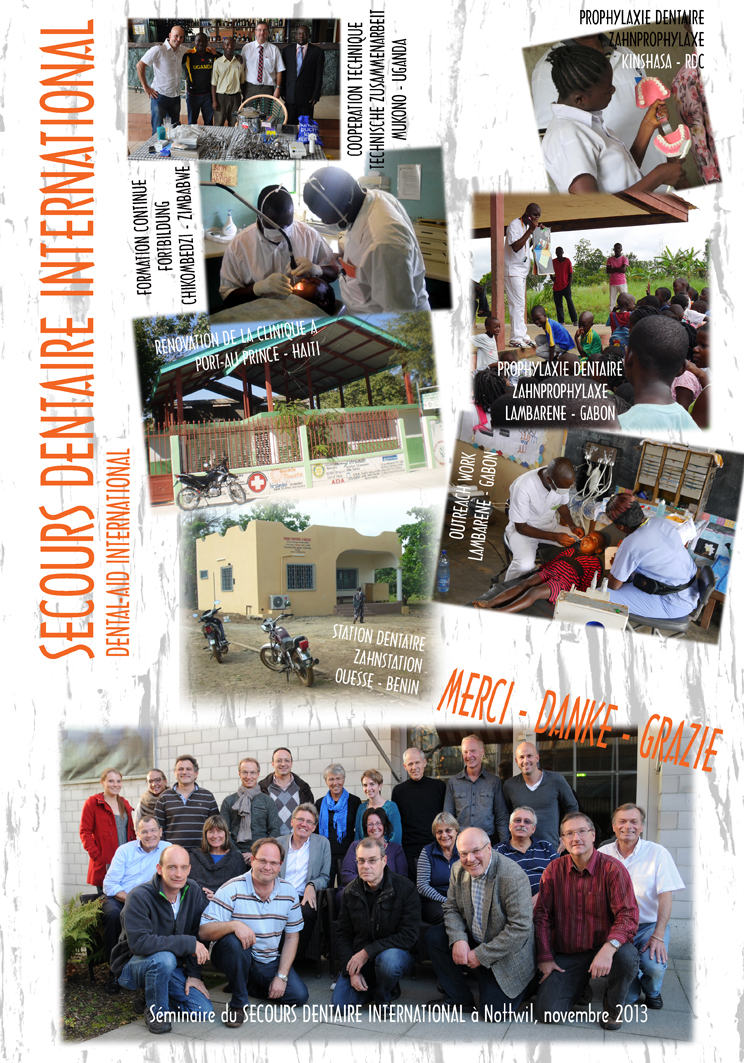 SECOURS DENTAIRE INTERNATIONAL
DENTAL-AID INTERNATIONAL
COOPERATION TECHNIQUE
TECHNISCHE ZUSAMMENARBEIT
MUKONO - UGANDA
UGANDA
PROPHYLAXIE DENTAIRE
ZAHNPROPHYLAXE
KINSHASA - RDC
FORMATION CONTINUE
FORTBILDUNG
CHIKOMBEDZI - ZIMBABWE
RENOVATION DE LA CLINIQUE A
PORT-AU PRINCE - HAITI
PROPHYLAXIE DENTAIRE
ZAHNPROPHYLAXE
LAMBARENE - GABON
OUTREACH WORK
LAMBARENE - GABON
STATION DENTAIRE
ZAHNSTATION
OUESSE - BENIN
MERCI - DANKE - GRAZIE
Séminaire du SECOURS DENTAIRE INTERNATIONAL à Nottwil, novembre 2013